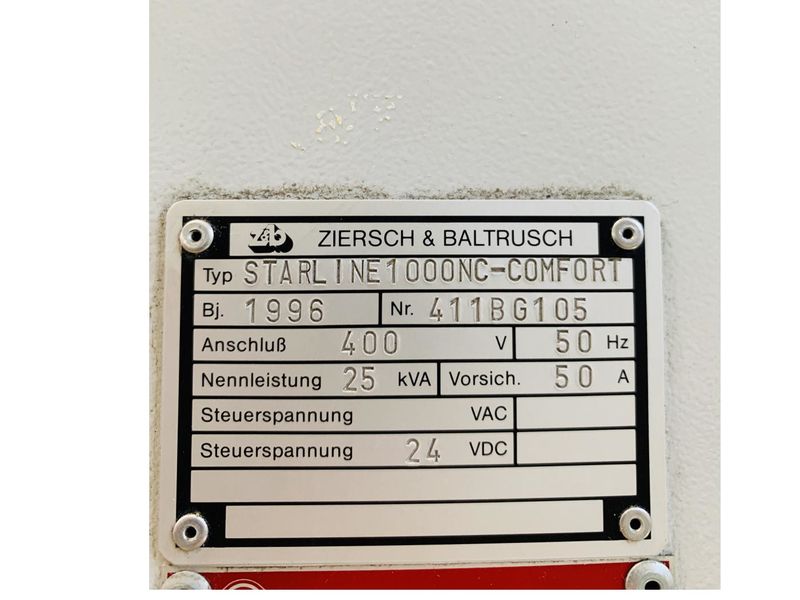 z&b ZIERSCH & BALTRUSCH
Typ STARLINE1000NC-COMFORT
Bj. 1996 Nr. 411BG105
Anschluß 400 V 50 Hz
Nennleistung 25 kVA Vorsich. 50 A
Steuerspannung VAC
Steuerspannung 24 VDC